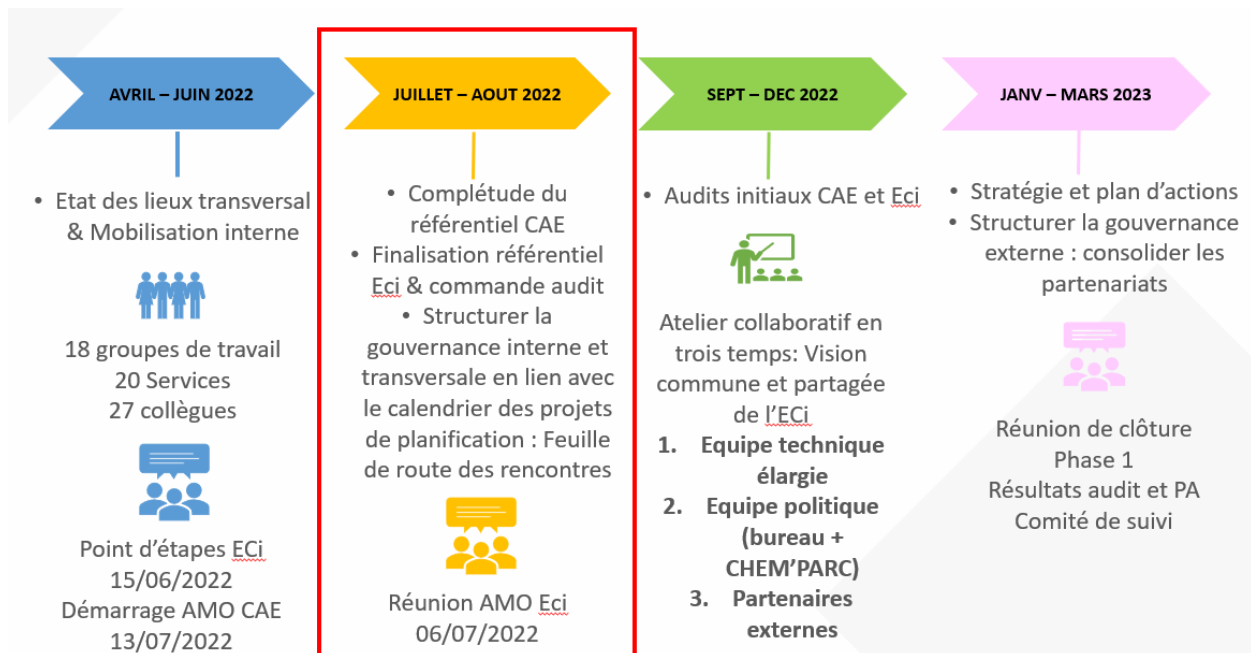 AVRIL – JUIN 2022
• Etat des lieux transversal
& Mobilisation interne
18 groupes de travail
20 Services
27 collègues
Point d’étapes ECi
15/06/2022
Démarrage AMO CAE
13/07/2022
JUILLET – AOUT 2022
• Complétude du
référentiel CAE
• Finalisation référentiel
Eci & commande audit
• Structurer la
gouvernance interne et
transversale en lien avec
le calendrier des projets
de planification : Feuille
de route des rencontres
Réunion AMO Eci
06/07/2022
SEPT – DEC 2022
• Audits initiaux CAE et Eci
Atelier collaboratif en
trois temps: Vision
commune et partagée
de l’ECi
1. Equipe technique
élargie
2. Equipe politique
(bureau +
CHEM’PARC)
3. Partenaires
externes
JANV – MARS 2023
• Stratégie et plan d’actions
• Structurer la gouvernance
externe : consolider les
partenariats
Réunion de clôture
Phase 1
Résultats audit et PA
Comité de suivi